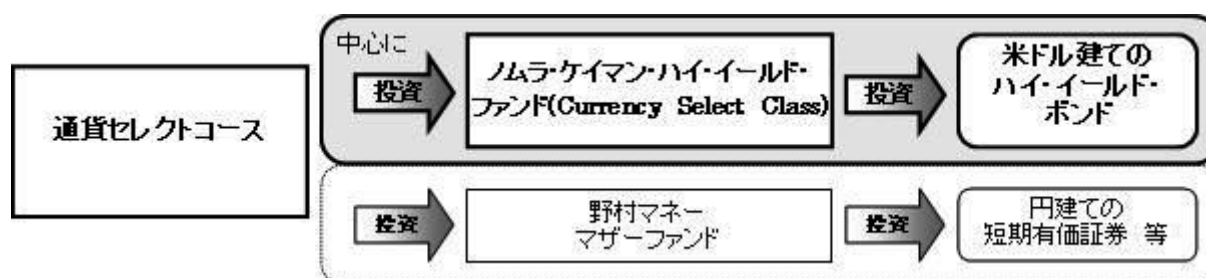 通貨セレクトコース
中心に
投資
ノムラ・ケイマン・ハイ・イールド・
ファンド(Currency Select Class)
投資
米ドル建ての
ハイ・イールド・
ボンド
投資
野村マネー
マザーファンド
投資
円建ての
短期有価証券 等